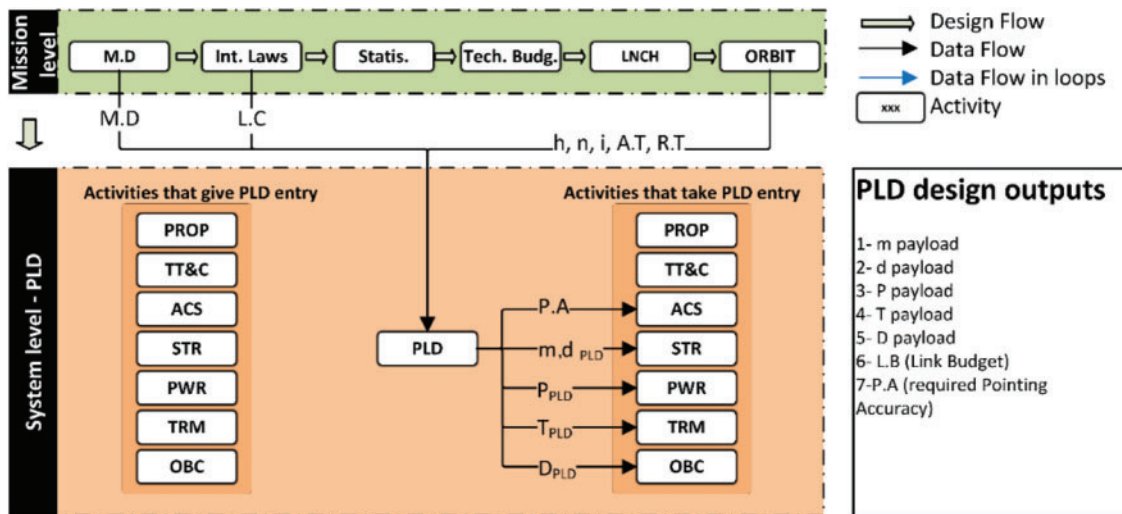 Mission level
M.D
Int. Laws
Statis.
Tech. Budg.
LNCH
ORBIT
Design Flow
Data Flow
Data Flow in loops
xxx
Activity
M.D
L.C
h, n, i, A.T, R.T
System level - PLD
Activities that give PLD entry
PROP
TT&C
ACS
STR
PWR
TRM
OBC
PLD
P.A
m,d PLD
PPLD
TPLD
DPLD
Activities that take PLD entry
PROP
TT&C
ACS
STR
PWR
TRM
OBC
PLD design outputs
1- m payload
2- d payload
3- P payload
4- T payload
5- D payload
6- L.B (Link Budget)
7-P.A (required Pointing
Accuracy)